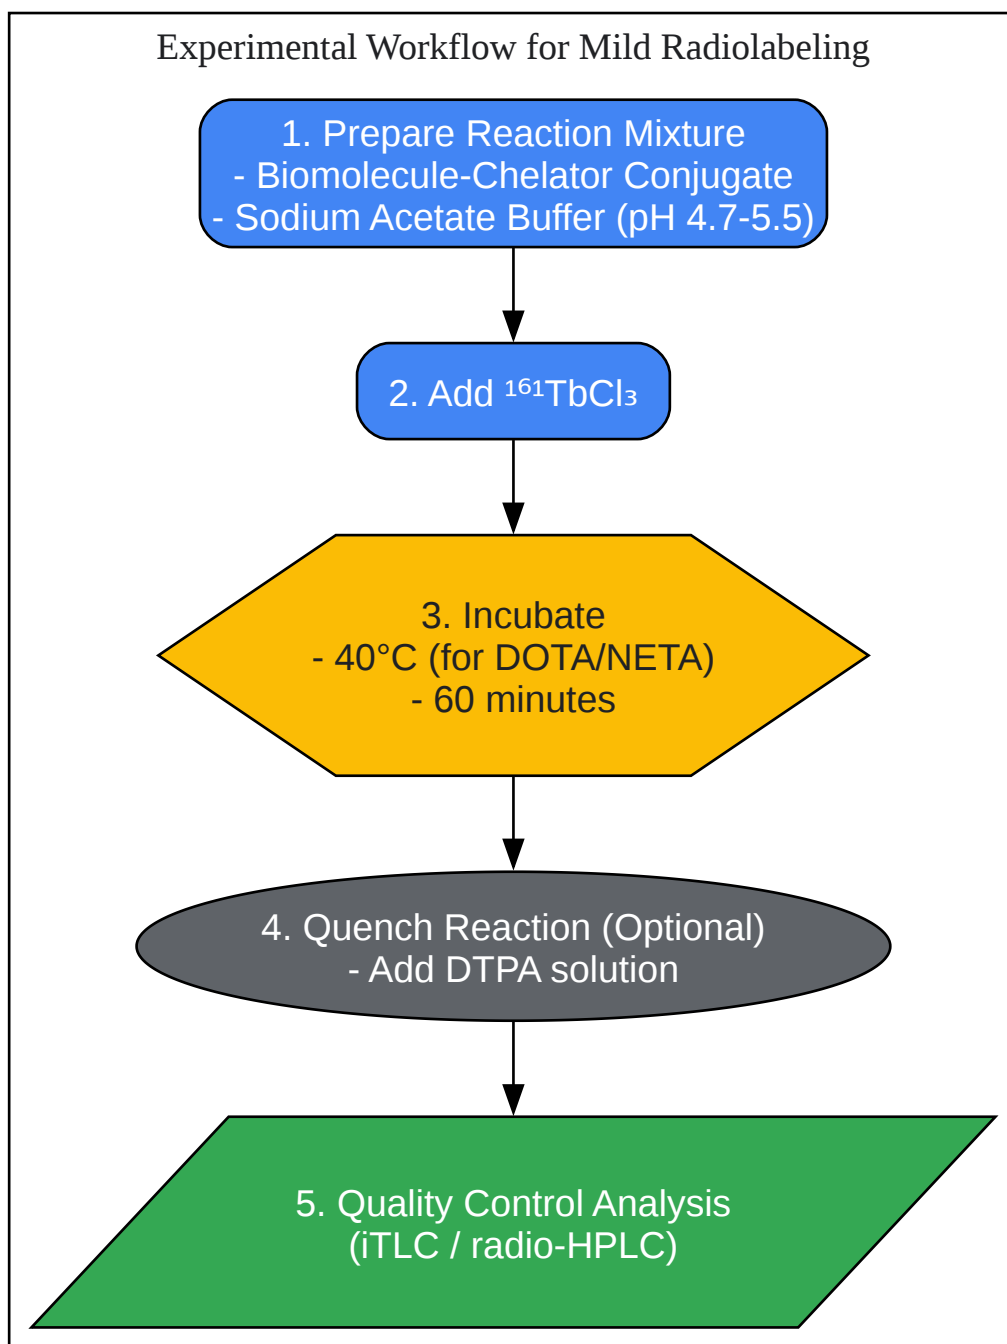 Experimental Workflow for Mild Radiolabeling
1. Prepare Reaction Mixture
- Biomolecule-Chelator Conjugate
- Sodium Acetate Buffer (pH 4.7-5.5)
2. Add ¹⁶¹TbCl₃
3. Incubate
- 40°C (for DOTA/NETA)
- 60 minutes
4. Quench Reaction (Optional)
- Add DTPA solution
5. Quality Control Analysis
(iTLC / radio-HPLC)